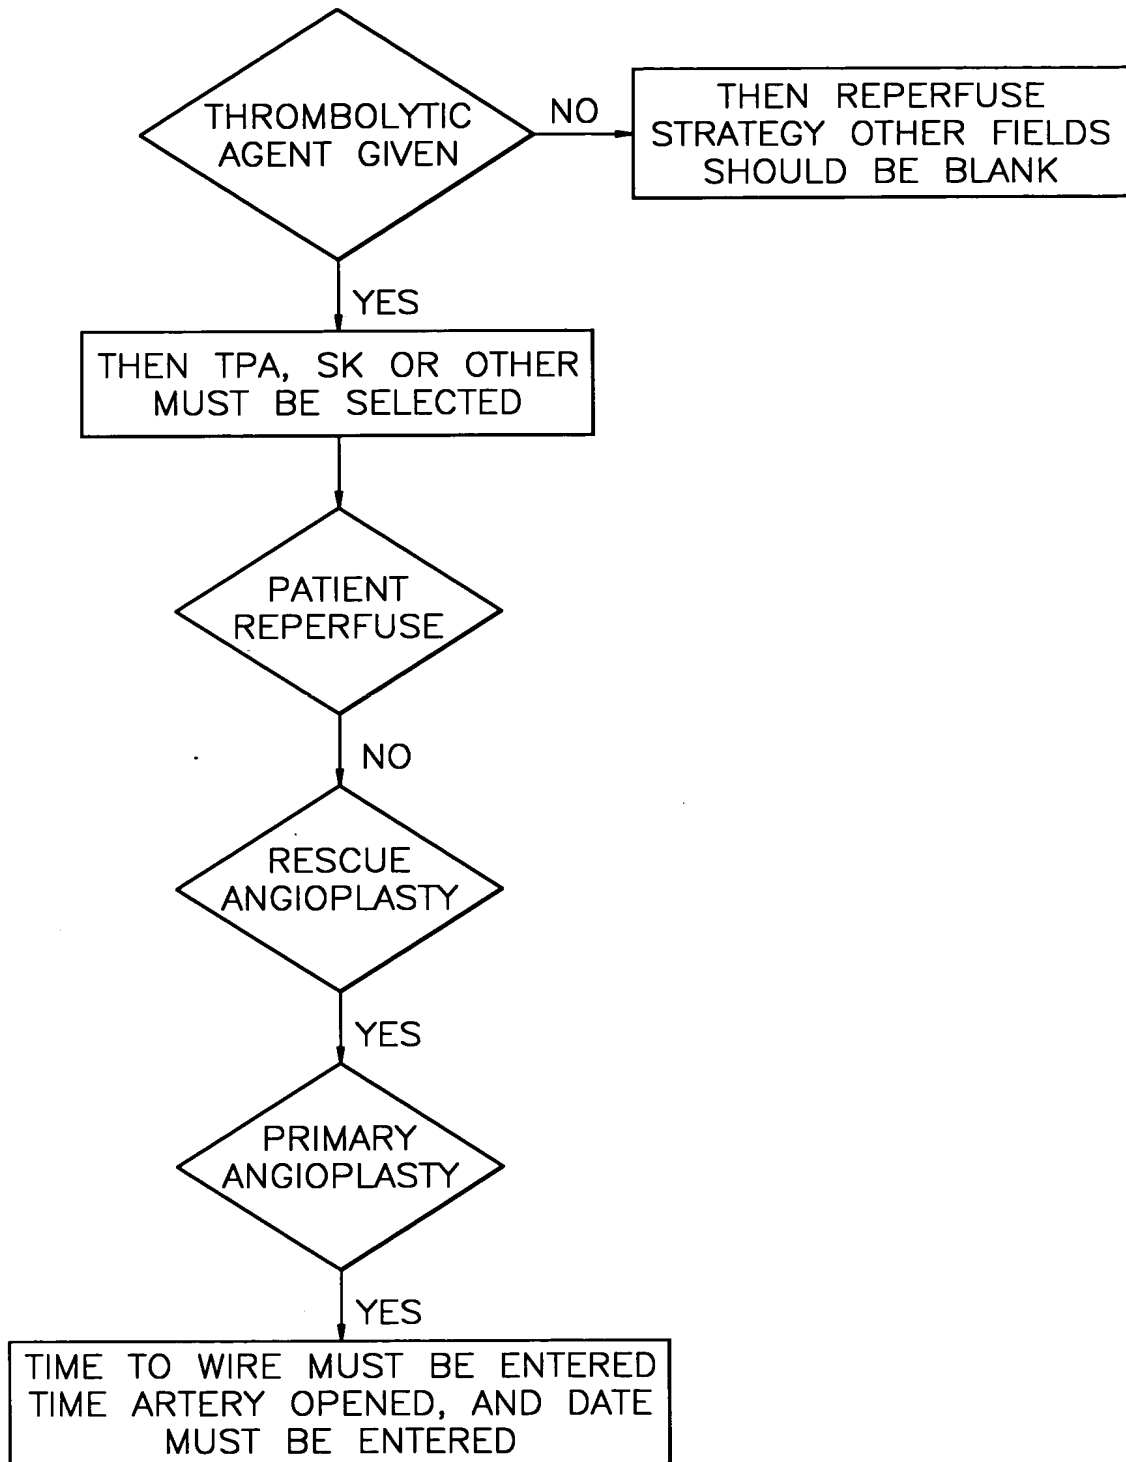 THROMBOLYTIC
AGENT GIVEN
NO
THEN REPERFUSE
STRATEGY OTHER FIELDS
SHOULD BE BLANK
YES
THEN TPA, SK OR OTHER
MUST BE SELECTED
PATIENT
REPERFUSE
NO
RESCUE
ANGIOPLASTY
YES
PRIMARY
ANGIOPLASTY
YES
TIME TO WIRE MUST BE ENTERED
TIME ARTERY OPENED, AND DATE
MUST BE ENTERED